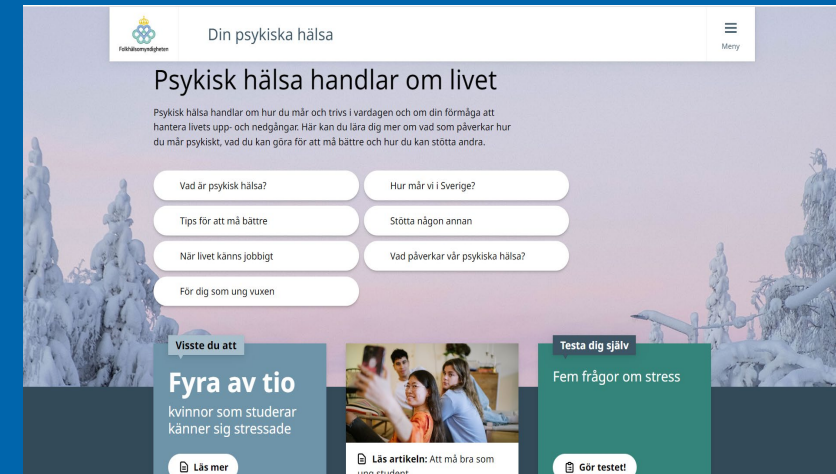 Folkhälsomyndigheten
Din psykiska hälsa
Meny
Psykisk hälsa handlar om livet
Psykisk hälsa handlar om hur du mår och trivs i vardagen och om din förmåga att
hantera livets upp- och nedgångar. Här kan du lära dig mer om vad som påverkar hur
du mår psykiskt, vad du kan göra för att må bättre och hur du kan stötta andra.
Vad är psykisk hälsa?
Hur mår vi i Sverige?
Tips för att må bättre
Stötta någon annan
När livet känns jobbigt
Vad påverkar vår psykiska hälsa?
För dig som ung vuxen
Visste du att
Fyra av tio
kvinnor som studerar
känner sig stressade
Läs mer
Läs artikeln: Att må bra som
ung student
Testa dig själv
Fem frågor om stress
Gör testet!